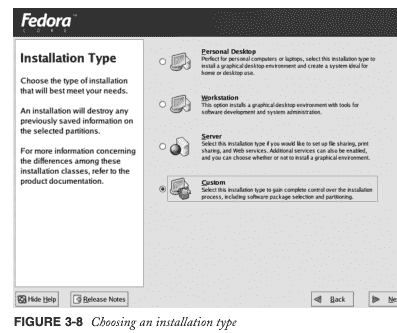 Fedora
CORE
Installation Type
Choose the type of installation
that will best meet your needs.
An installation will destroy any
previously saved information on
the selected partitions.
For more information concerning
the differences among these
installation classes, refer to the
product documentation.
Personal Desktop
Perfect for personal computers or laptops, select this installation type to
install a graphical desktop environment and create a system ideal for
home or desktop use.
Workstation
This option installs a graphical desktop environment with tools for
software development and system administration.
Server
Select this installation type if you would like to set up file sharing, print
sharing, and Web services. Additional services can also be enabled,
and you can choose whether or not to install a graphical environment.
Custom
Select this installation type to gain complete control over the installation
process, including software package selection and partitioning.
Hide Help
Release Notes
Back
Ne
FIGURE 3-8 Choosing an installation type